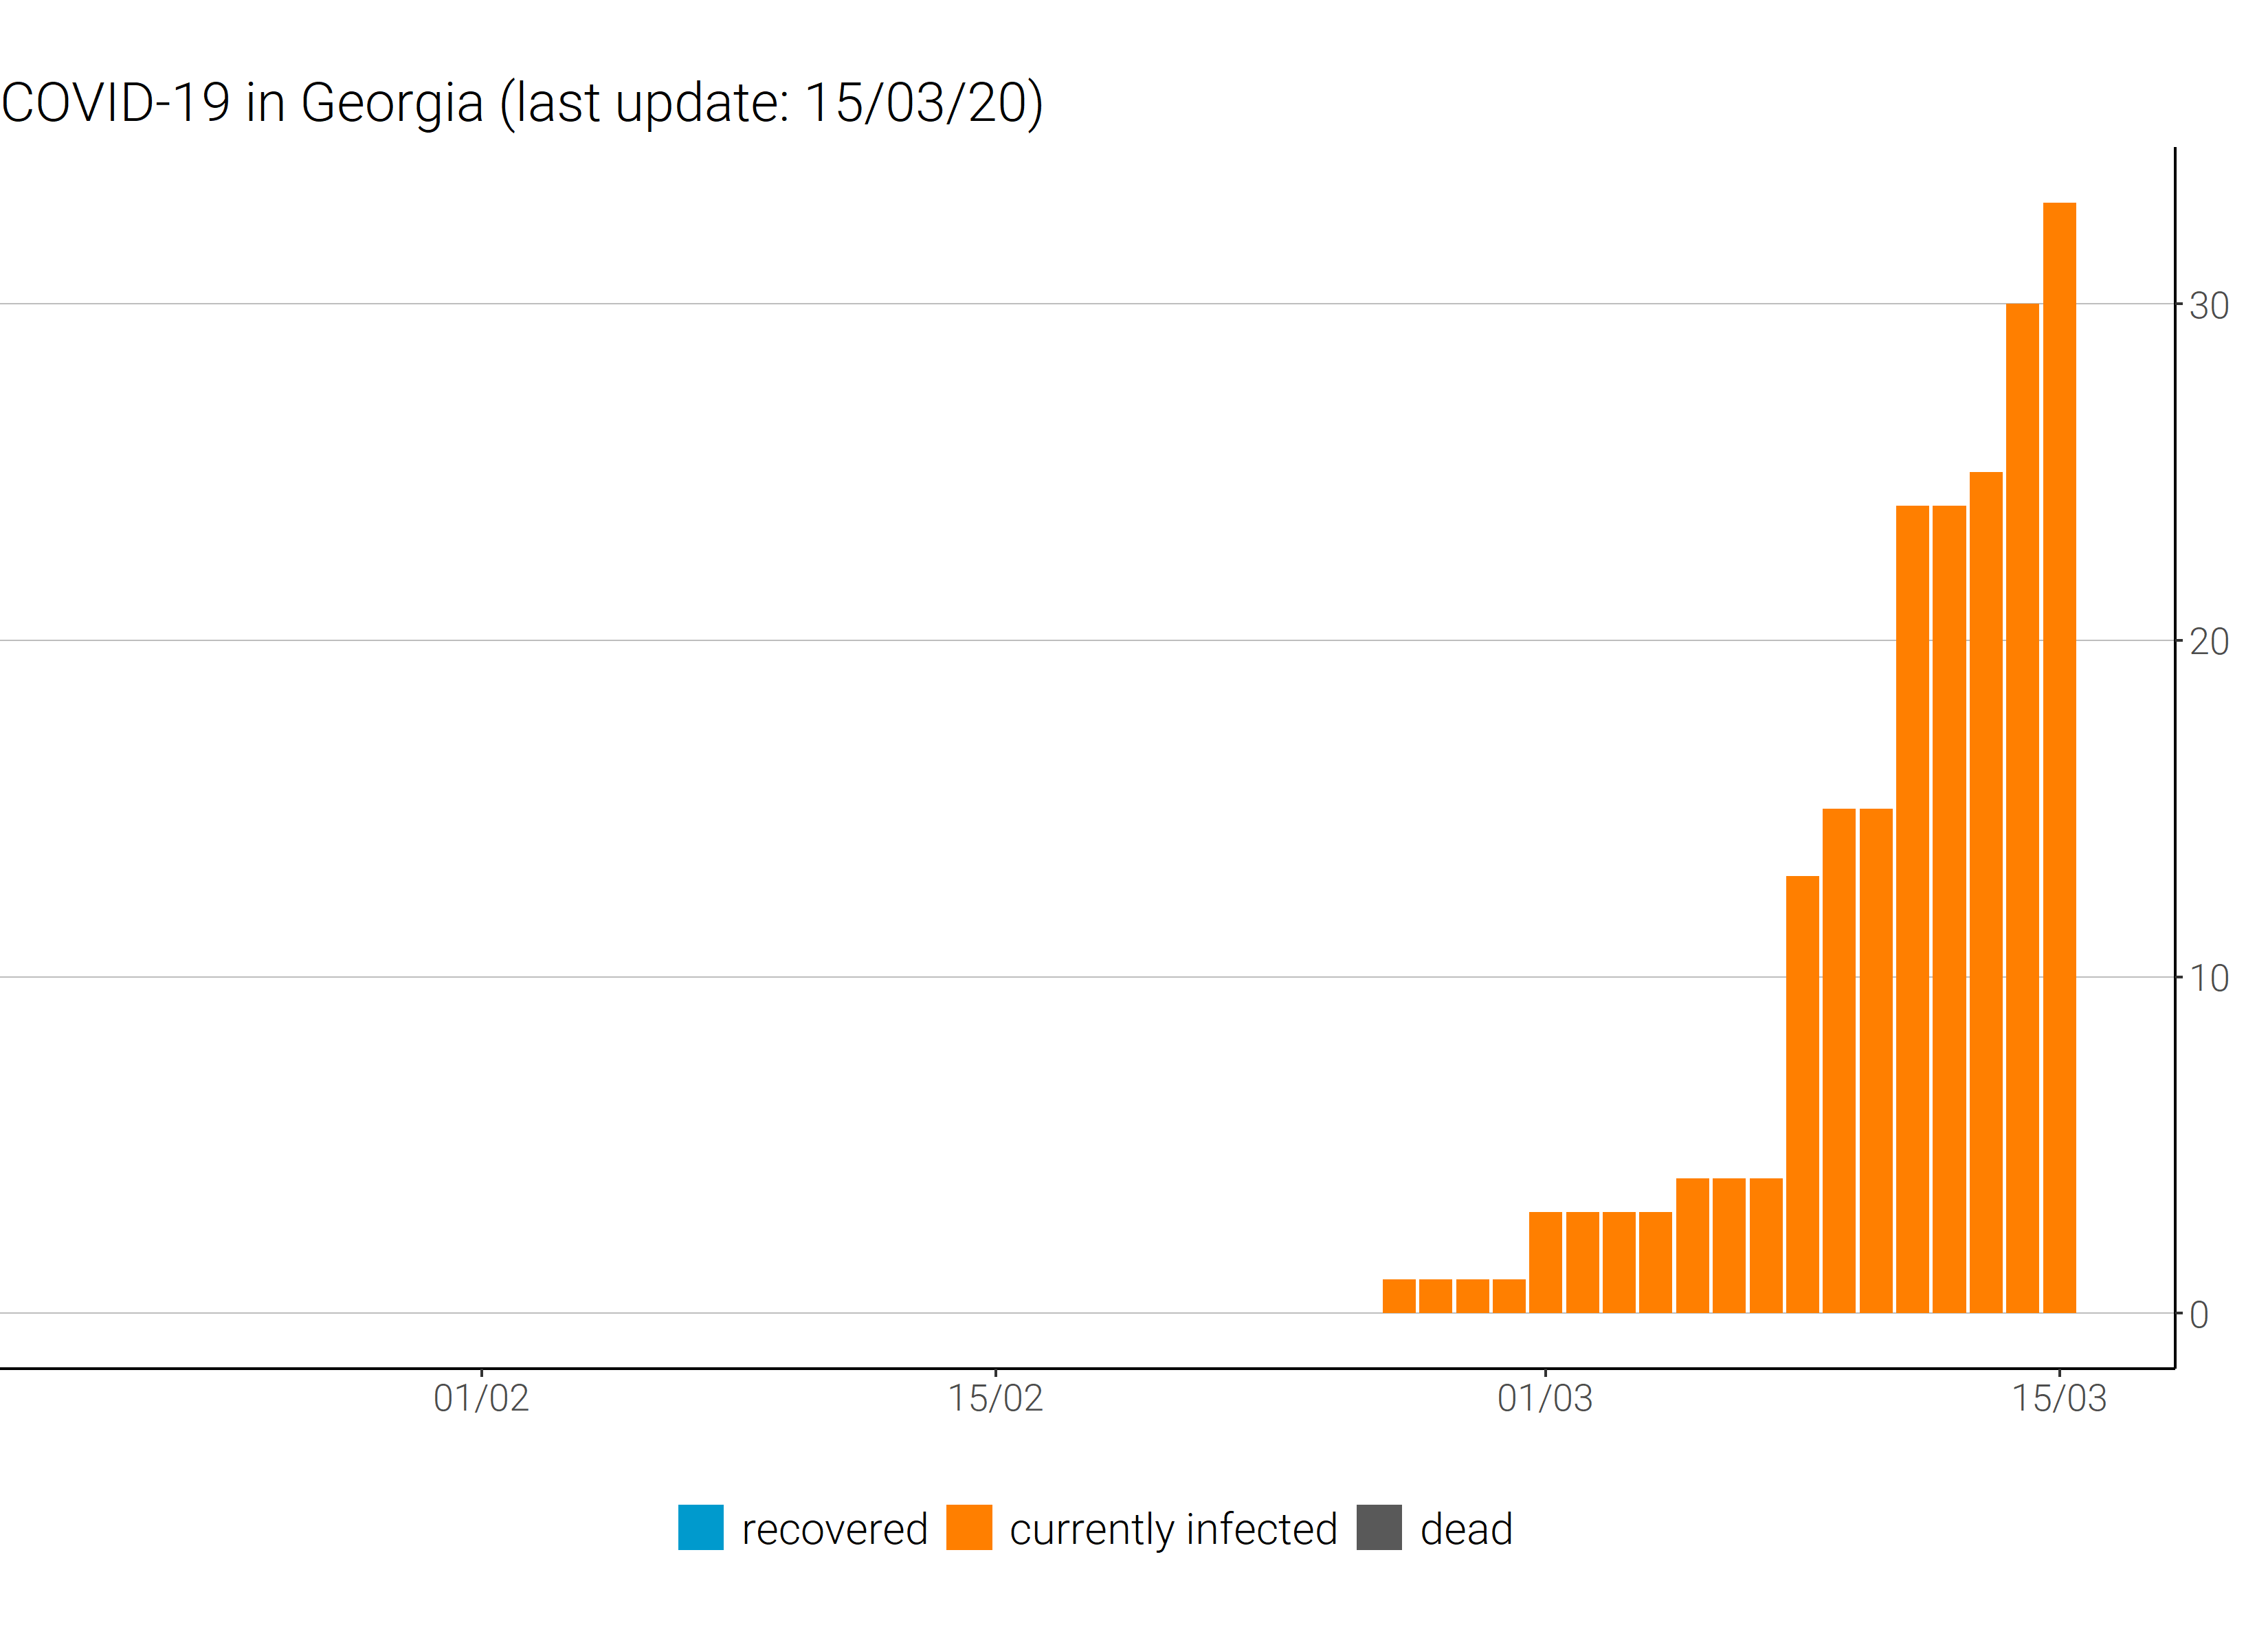 COVID-19 in Georgia (last update: 15/03/20)
30
20
10
0
01/02 15/02 01/03 15/03
recovered currently infected dead